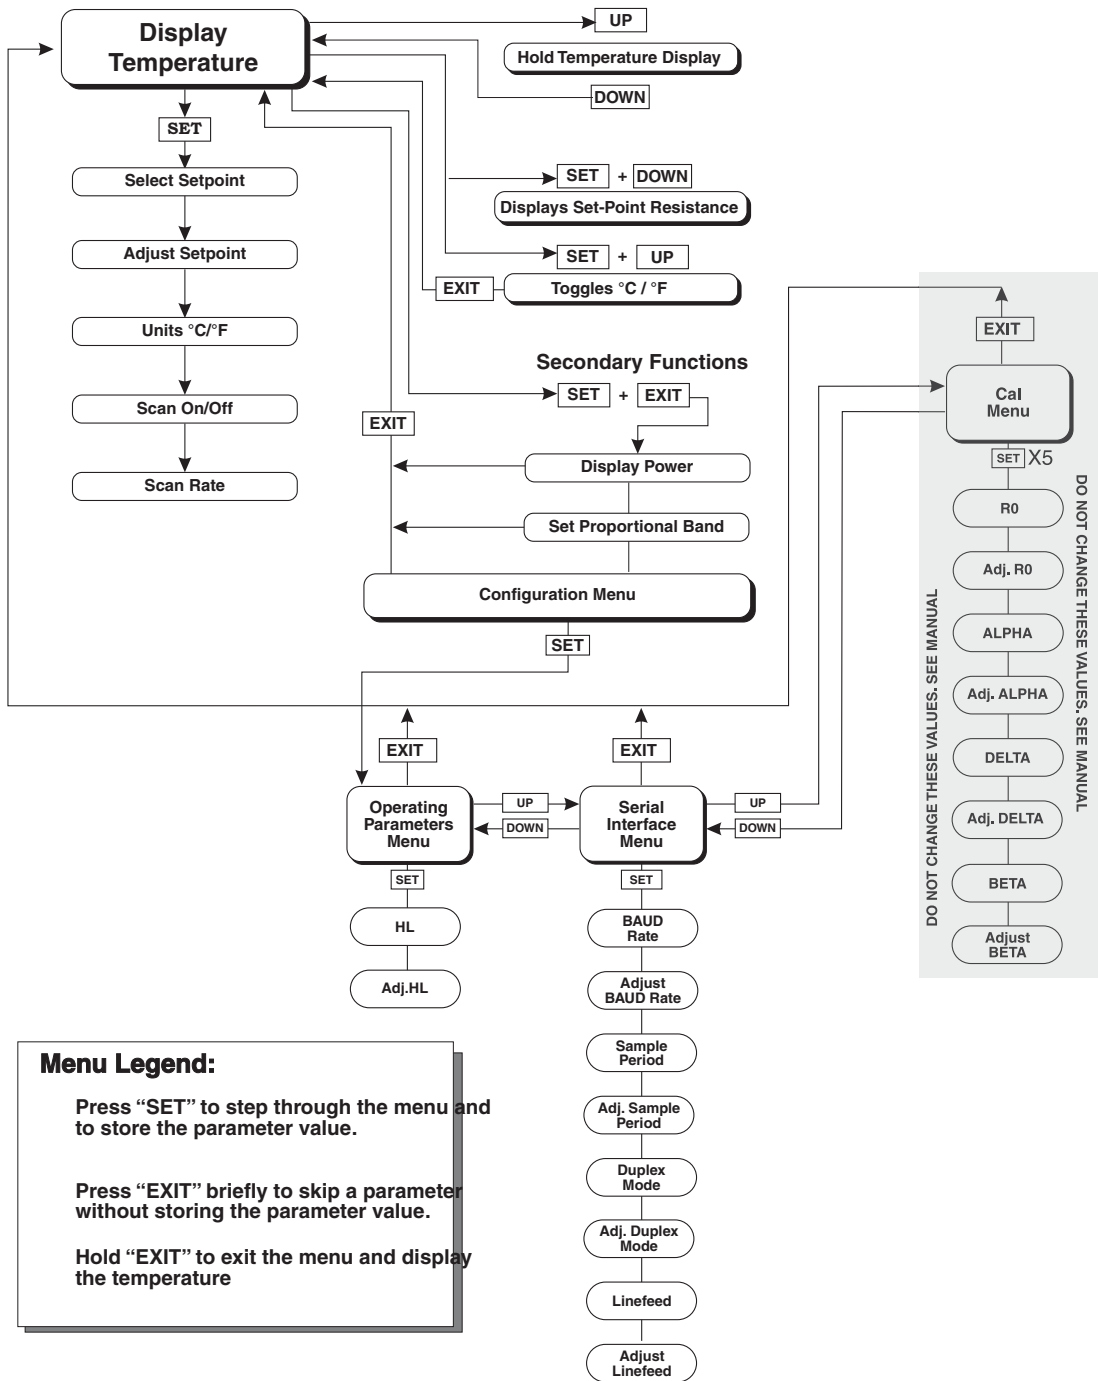 Display
Temperature
UP
Hold Temperature Display
DOWN
SET
Select Setpoint
Adjust Setpoint
Units °C/°F
Scan On/Off
Scan Rate
SET + DOWN
Displays Set-Point Resistance
SET + UP
EXIT
Toggles °C / °F
Secondary Functions
SET + EXIT
EXIT
Display Power
Set Proportional Band
Configuration Menu
SET
EXIT
Operating
Parameters
Menu
UP
DOWN
SET
HL
Adj.HL
EXIT
Serial
Interface
Menu
UP
DOWN
SET
BAUD
Rate
Adjust
BAUD Rate
Sample
Period
Adj. Sample
Period
Duplex
Mode
Adj. Duplex
Mode
Linefeed
Adjust
Linefeed
EXIT
Cal
Menu
SET X5
R0
Adj. R0
ALPHA
Adj. ALPHA
DELTA
Adj. DELTA
BETA
Adjust
BETA
DO NOT CHANGE THESE VALUES. SEE MANUAL
DO NOT CHANGE THESE VALUES. SEE MANUAL
Menu Legend:
Press “SET” to step through the menu and
to store the parameter value.
Press “EXIT” briefly to skip a parameter
without storing the parameter value.
Hold “EXIT” to exit the menu and display
the temperature